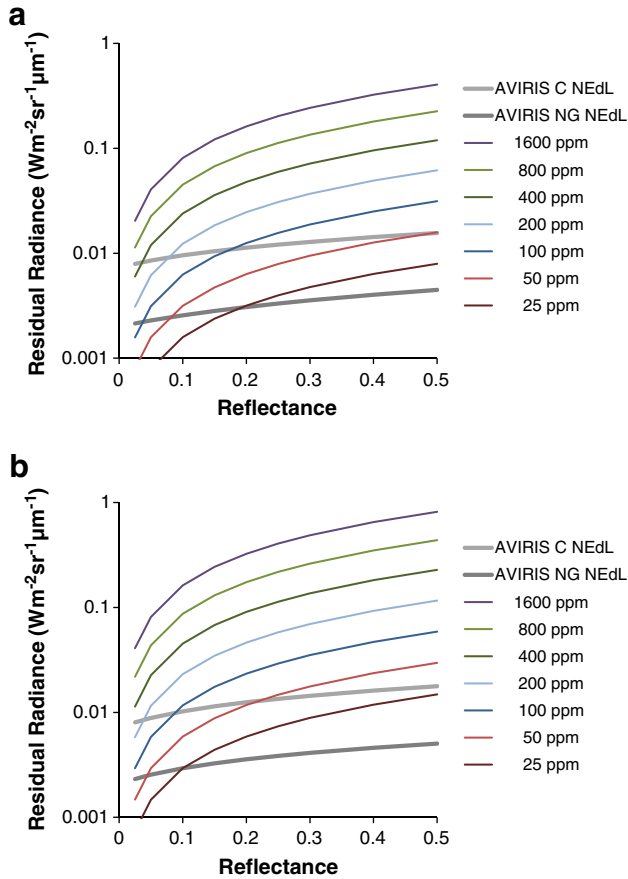 a
Residual Radiance (Wm-2sr-1μm-1)
1
0.1
0.01
0.001
0 0.1 0.2 0.3 0.4 0.5
Reflectance
AVIRIS C NEdL
AVIRIS NG NEdL
1600 ppm
800 ppm
400 ppm
200 ppm
100 ppm
50 ppm
25 ppm
b
Residual Radiance (Wm-2sr-1μm-1)
1
0.1
0.01
0.001
0 0.1 0.2 0.3 0.4 0.5
Reflectance
AVIRIS C NEdL
AVIRIS NG NEdL
1600 ppm
800 ppm
400 ppm
200 ppm
100 ppm
50 ppm
25 ppm